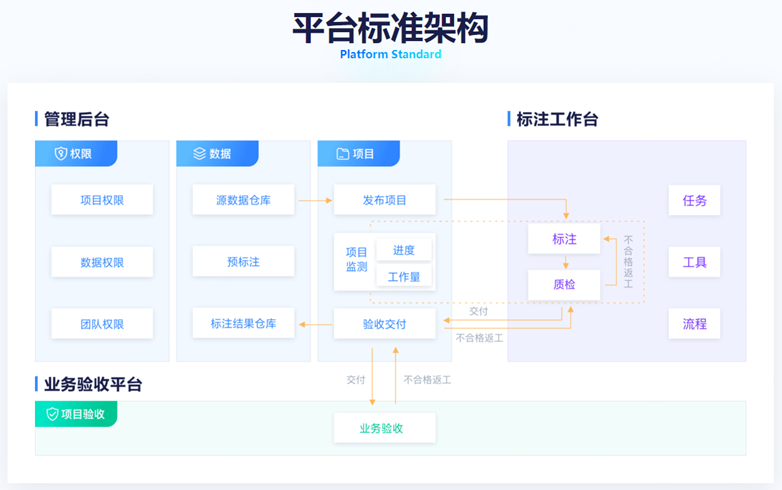 平台标准架构
Platform Standard
管理后台
标注工作台
权限
数据
项目
项目权限
源数据仓库
发布项目
任务
数据权限
预标注
项目
监测
进度
工作量
标注
质检
不合格返工
工具
团队权限
标注结果仓库
验收交付
交付
不合格返工
流程
交付
不合格返工
业务验收平台
项目验收
业务验收